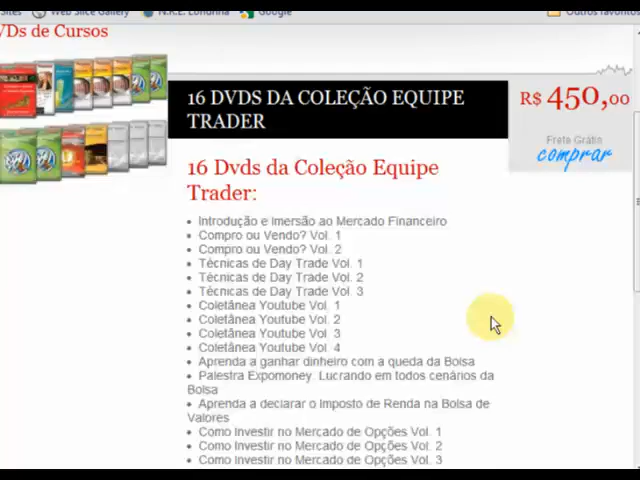 Sites
Web Slice Gallery
N.R.E. Londrina
Google
Outros favoritos
VDs de Cursos
16 DVDS DA COLEÇÃO EQUIPE
TRADER
R$ 450,00
Frete Grátis
comprar
16 Dvds da Coleção Equipe
Trader:
• Introdução e Imersão ao Mercado Financeiro
• Compro ou Vendo? Vol. 1
• Compro ou Vendo? Vol. 2
• Técnicas de Day Trade Vol. 1
• Técnicas de Day Trade Vol. 2
• Técnicas de Day Trade Vol. 3
• Coletânea Youtube Vol. 1
• Coletânea Youtube Vol. 2
• Coletânea Youtube Vol. 3
• Coletânea Youtube Vol. 4
• Aprenda a ganhar dinheiro com a queda da Bolsa
• Palestra Expomoney: Lucrando em todos cenários da
Bolsa
• Aprenda a declarar o Imposto de Renda na Bolsa de
Valores
• Como Investir no Mercado de Opções Vol. 1
• Como Investir no Mercado de Opções Vol. 2
• Como Investir no Mercado de Opções Vol. 3